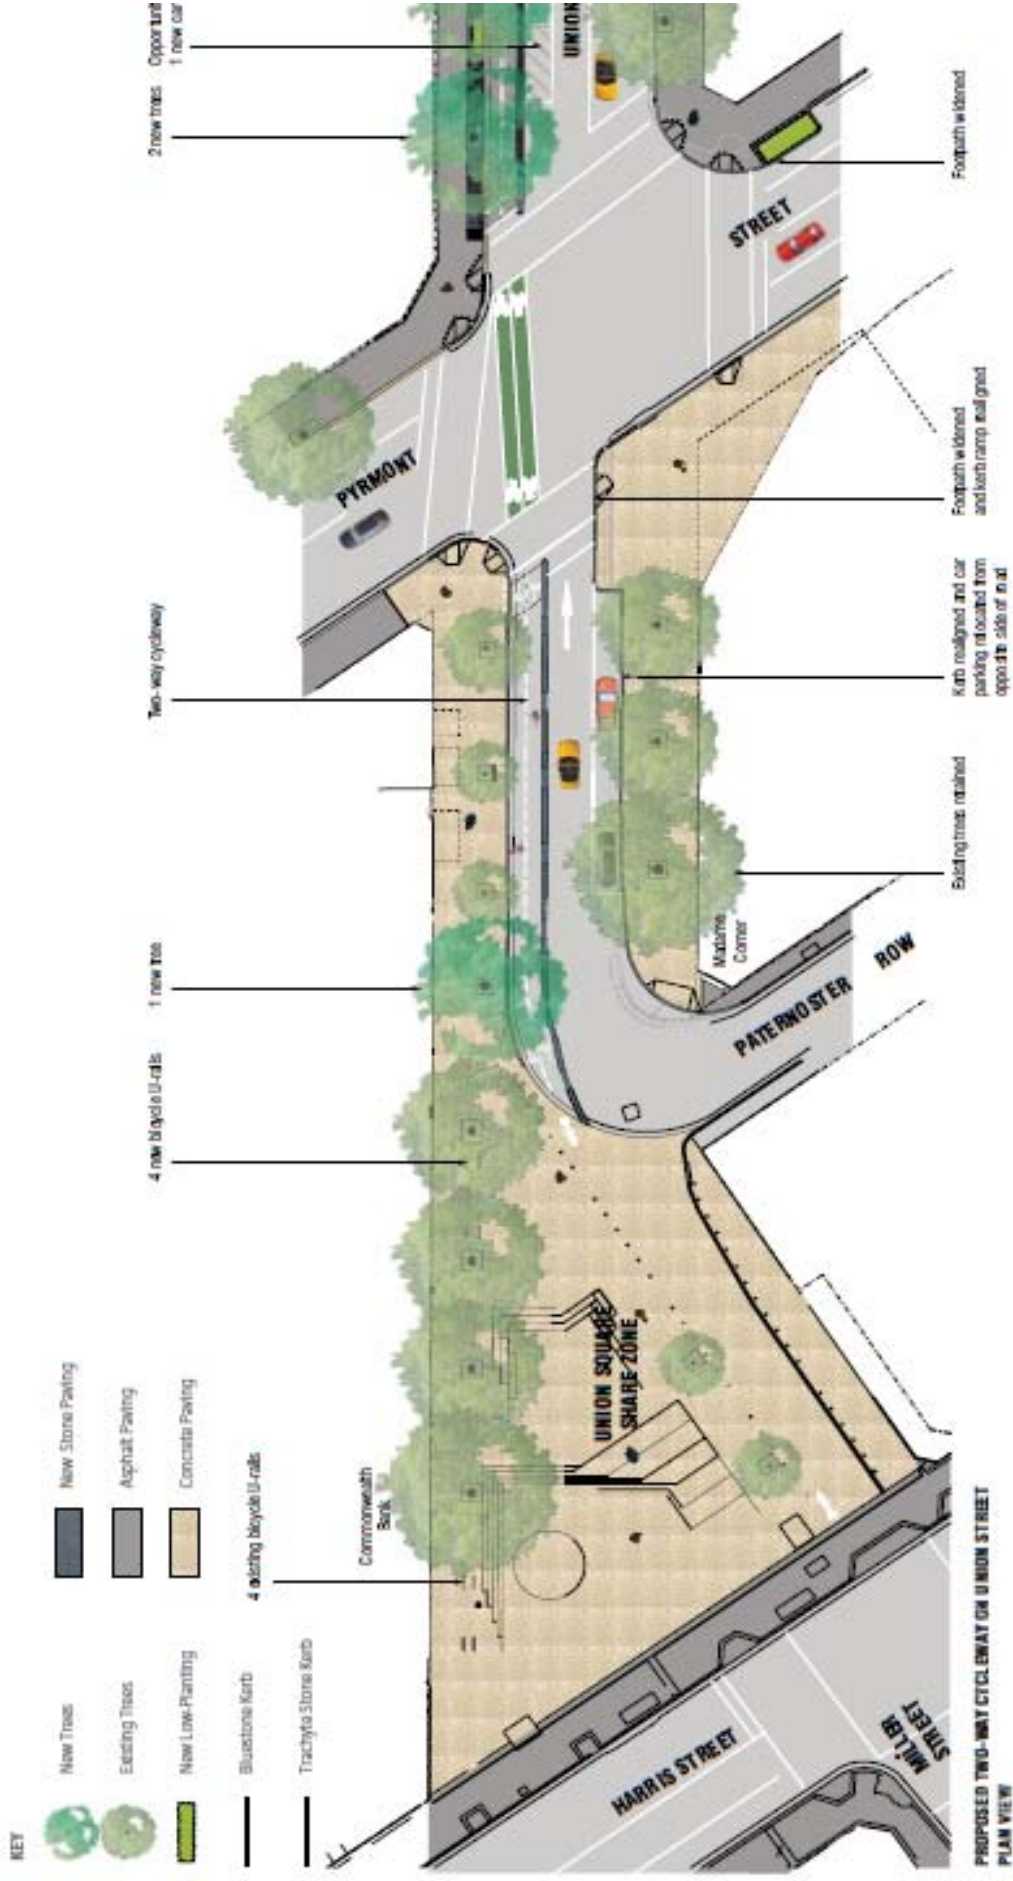 KEY
New Trees
Existing Trees
New Low-Planting
Bluestone Kerb
Trachyte Stone Kerb
New Stone Paving
Asphalt Paving
Concrete Paving
4 existing bicycle U-rails
4 new bicycle U-rails
1 new tree
Two-way cycleway
2 new trees
1 new car
Commonwealth
Bank
UNION SQUARE
SHARE ZONE
HARRIS STREET
MILLER
STREET
PATERNOSTER ROW
Madame
Corner
PYRMONT
STREET
UNION
Existing trees retained
Kerb realigned and car
parking relocated from
opposite side of road
Footpath widened
and kerb ramp realigned
Footpath widened
PROPOSED TWO-WAY CYCLEWAY ON UNION STREET
PLAN VIEW